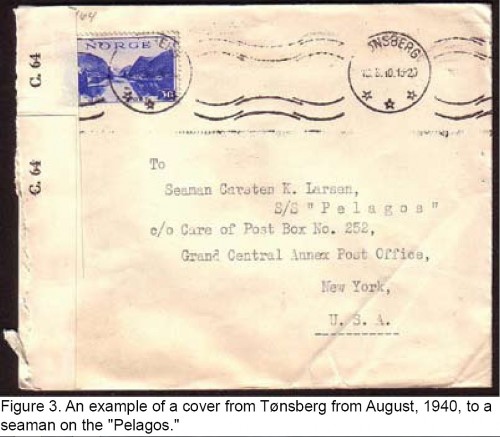 C. 64
C. 64
NORGE
30
To
Seaman Carsten K. Larsen,
S/S "Pelagos"
c/o Care of Post Box No. 252,
Grand Central Annex Post Office,
New York,
U. S. A.
Figure 3. An example of a cover from Tønsberg from August, 1940, to a
seaman on the "Pelagos."